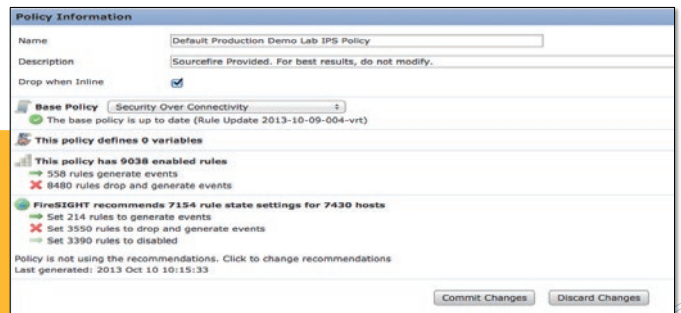 Policy Information
Name Default Production Demo Lab IPS Policy
Description Sourcefire Provided. For best results, do not modify.
Drop when Inline
Base Policy Security Over Connectivity
The base policy is up to date (Rule Update 2013-10-09-004-vrt)
This policy defines 0 variables
This policy has 9038 enabled rules
558 rules generate events
8480 rules drop and generate events
FireSIGHT recommends 7154 rule state settings for 7430 hosts
Set 214 rules to generate events
Set 3550 rules to drop and generate events
Set 3390 rules to disabled
Policy is not using the recommendations. Click to change recommendations
Last generated: 2013 Oct 10 10:15:33
Commit Changes Discard Changes